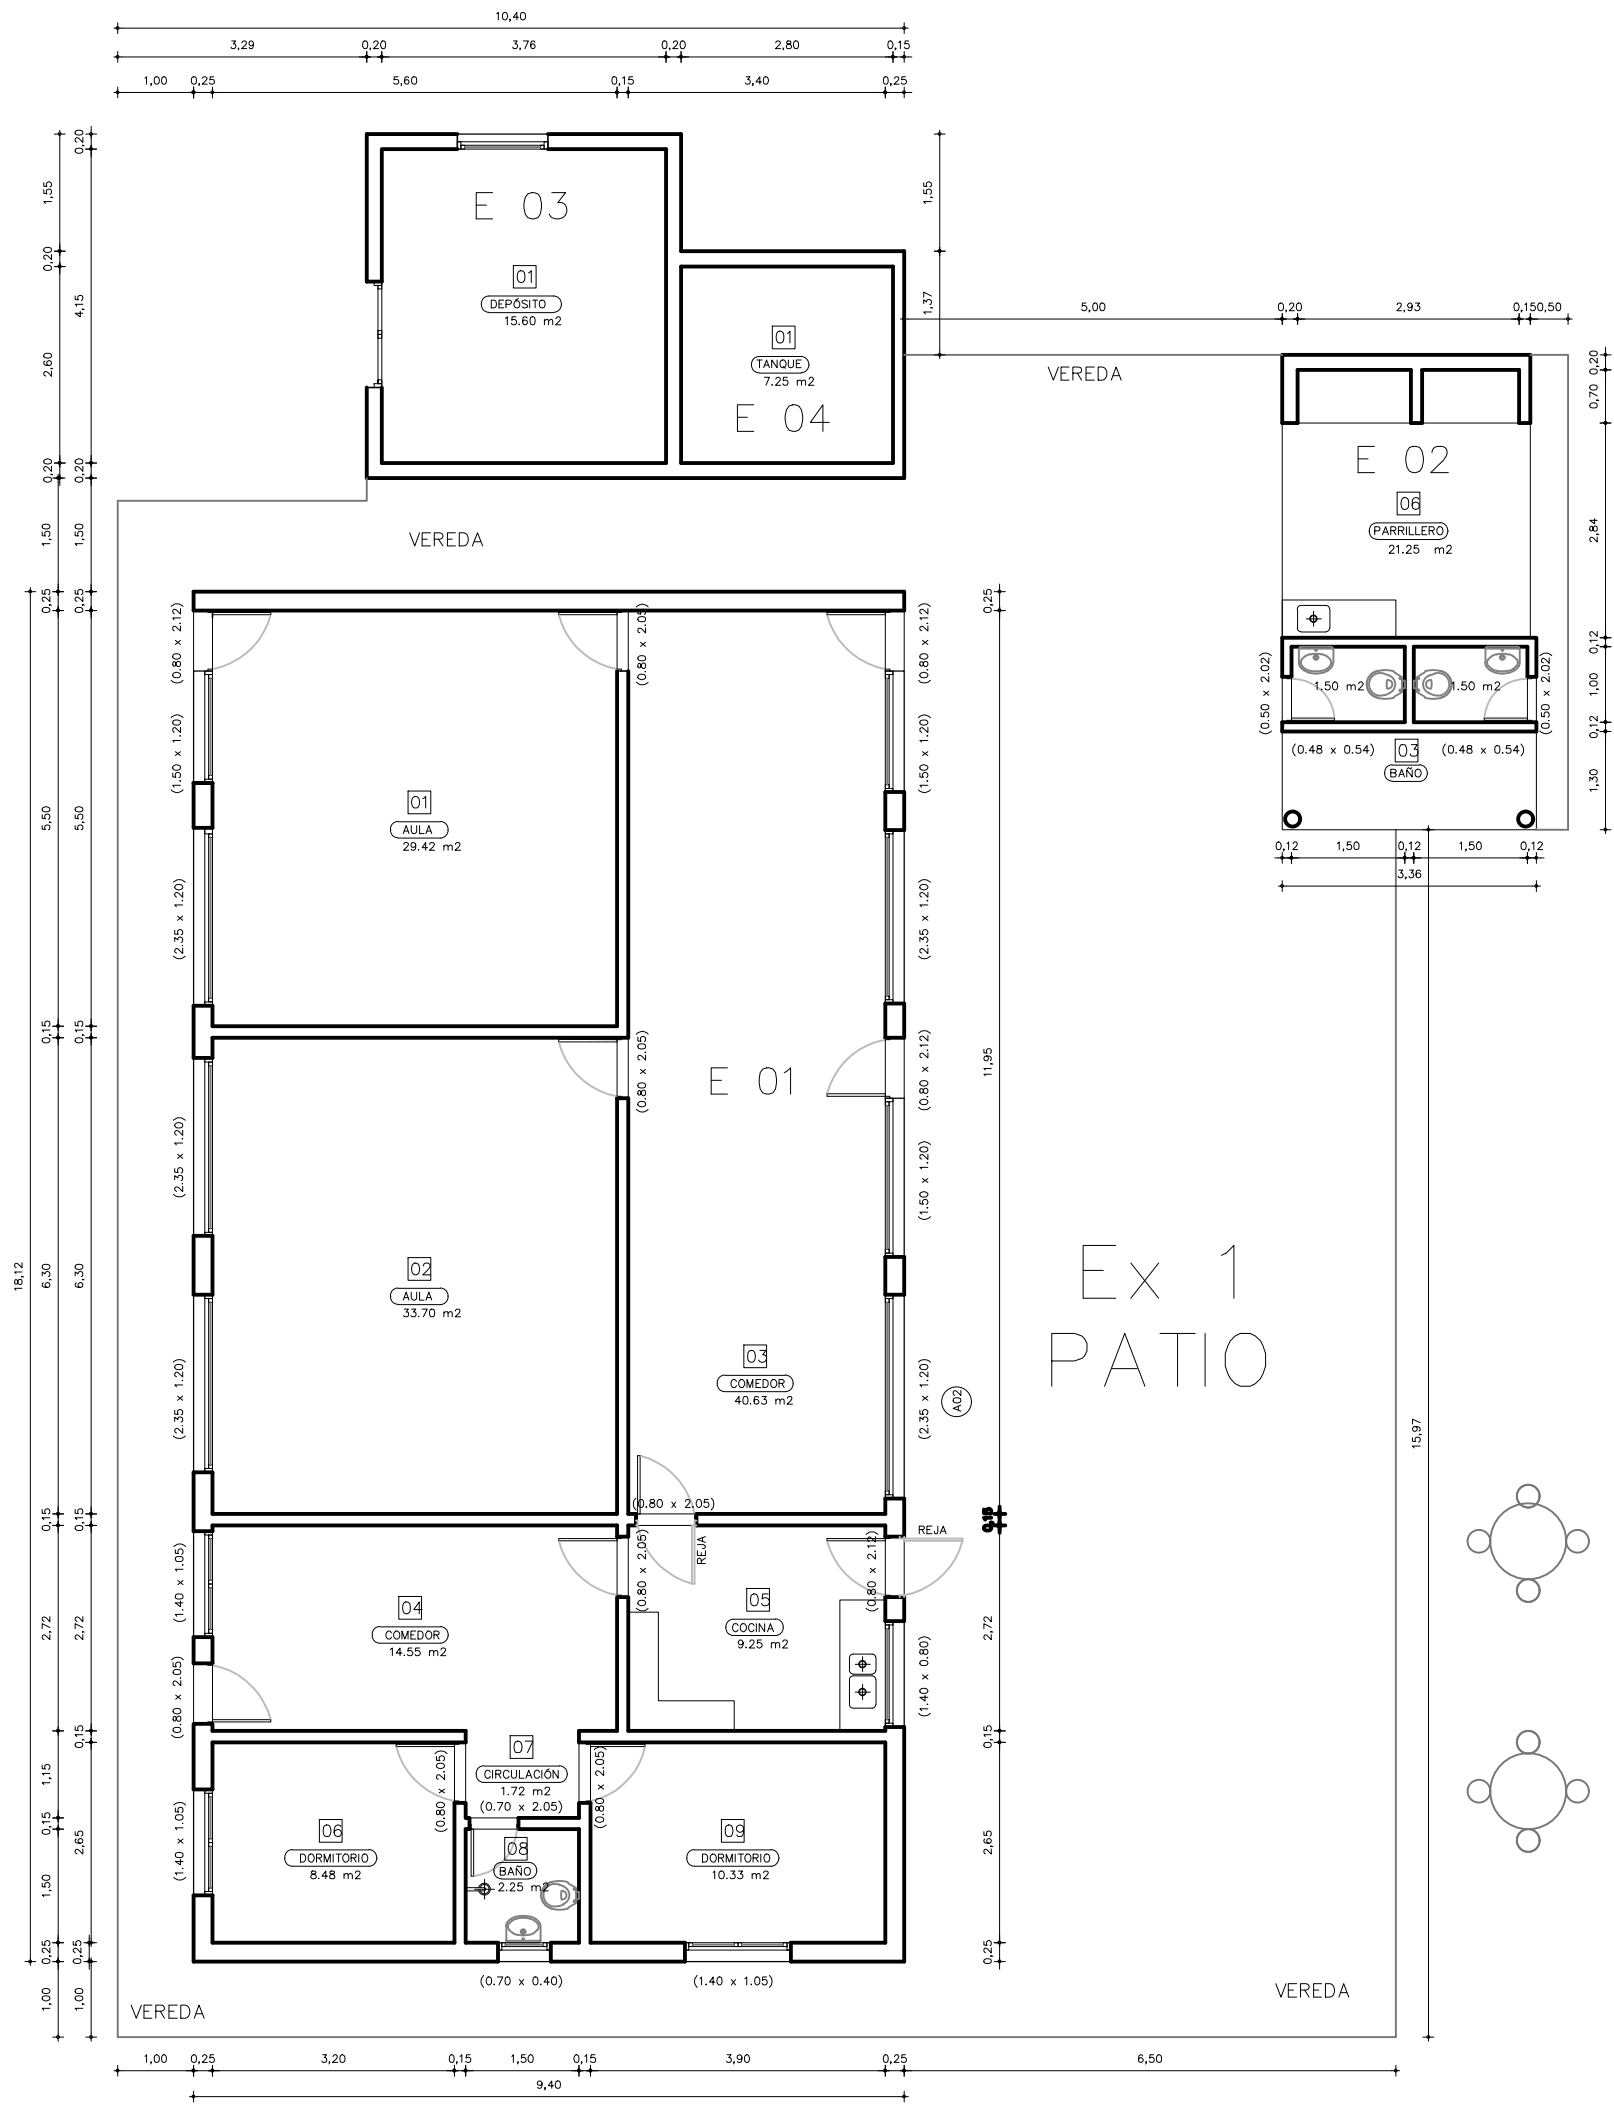 10,40
3,29 0,20 3,76 0,20 2,80 0,15
1,00 0,25 5,60 0,15 3,40 0,25
0,20
1,55
0,20
4,15
2,60
0,20
0,20
1,50
1,50
0,25
0,25
5,50
5,50
0,15
0,15
18,12
6,30
6,30
0,15
0,15
2,72
2,72
0,15
1,15
0,15
2,65
1,50
0,25
0,25
1,00
1,00
E 03
01
DEPÓSITO
15.60 m2
01
TANQUE
7.25 m2
E 04
1,55
1,37
5,00 0,20 2,93 0,15 0,50
VEREDA
0,20
0,70
2,84
0,12
1,00
0,12
1,30
E 02
06
PARRILLERO
21.25 m2
1.50 m2
1.50 m2
(0.50 x 2.02)
(0.50 x 2.02)
(0.48 x 0.54)
03
(0.48 x 0.54)
BAÑO
0,12 1,50 0,12 1,50 0,12
3,36
VEREDA
(0.80 x 2.12)
(0.80 x 2.05)
(0.80 x 2.12)
(1.50 x 1.20)
(1.50 x 1.20)
01
AULA
29.42 m2
(2.35 x 1.20)
(2.35 x 1.20)
(0.80 x 2.05)
(0.80 x 2.12)
E 01
(2.35 x 1.20)
(1.50 x 1.20)
02
AULA
33.70 m2
03
COMEDOR
40.63 m2
(2.35 x 1.20)
(2.35 x 1.20)
A02
0,25
11,95
0,15
2,72
0,15
2,65
0,25
Ex 1
PATIO
15,97
(0.80 x 2.05)
REJA
REJA
(1.40 x 1.05)
(0.80 x 2.05)
(0.80 x 2.12)
04
COMEDOR
14.55 m2
05
COCINA
9.25 m2
(0.80 x 2.05)
(1.40 x 0.80)
07
CIRCULACIÓN
1.72 m2
(0.70 x 2.05)
(0.80 x 2.05)
(0.80 x 2.05)
(1.40 x 1.05)
06
DORMITORIO
8.48 m2
08
BAÑO
2.25 m2
09
DORMITORIO
10.33 m2
(0.70 x 0.40)
(1.40 x 1.05)
VEREDA
VEREDA
1,00 0,25 3,20 0,15 1,50 0,15 3,90 0,25 6,50
9,40